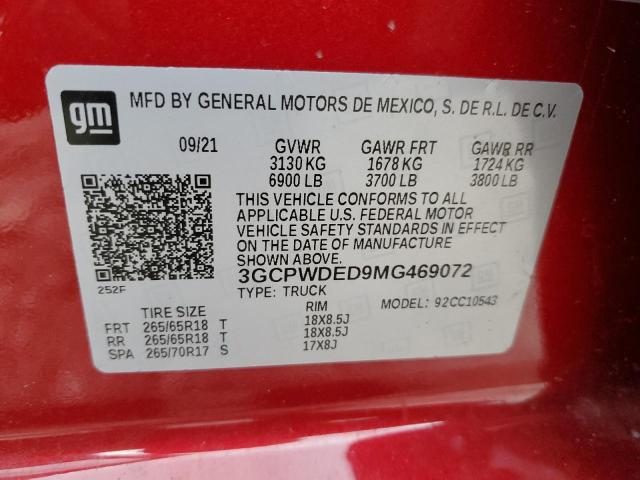 gm
MFD BY GENERAL MOTORS DE MEXICO, S. DE R.L. DE C.V.
09/21 GVWR GAWR FRT GAWR RR
3130 KG 1678 KG 1724 KG
6900 LB 3700 LB 3800 LB
THIS VEHICLE CONFORMS TO ALL
APPLICABLE U.S. FEDERAL MOTOR
VEHICLE SAFETY STANDARDS IN EFFECT
ON THE DATE OF MANUFACTURE
SHOWN ABOVE.
3GCPWDED9MG469072
252F
TYPE: TRUCK MODEL: 92CC10543
TIRE SIZE RIM
FRT 265/65R18 T 18X8.5J
RR 265/65R18 T 18X8.5J
SPA 265/70R17 S 17X8J